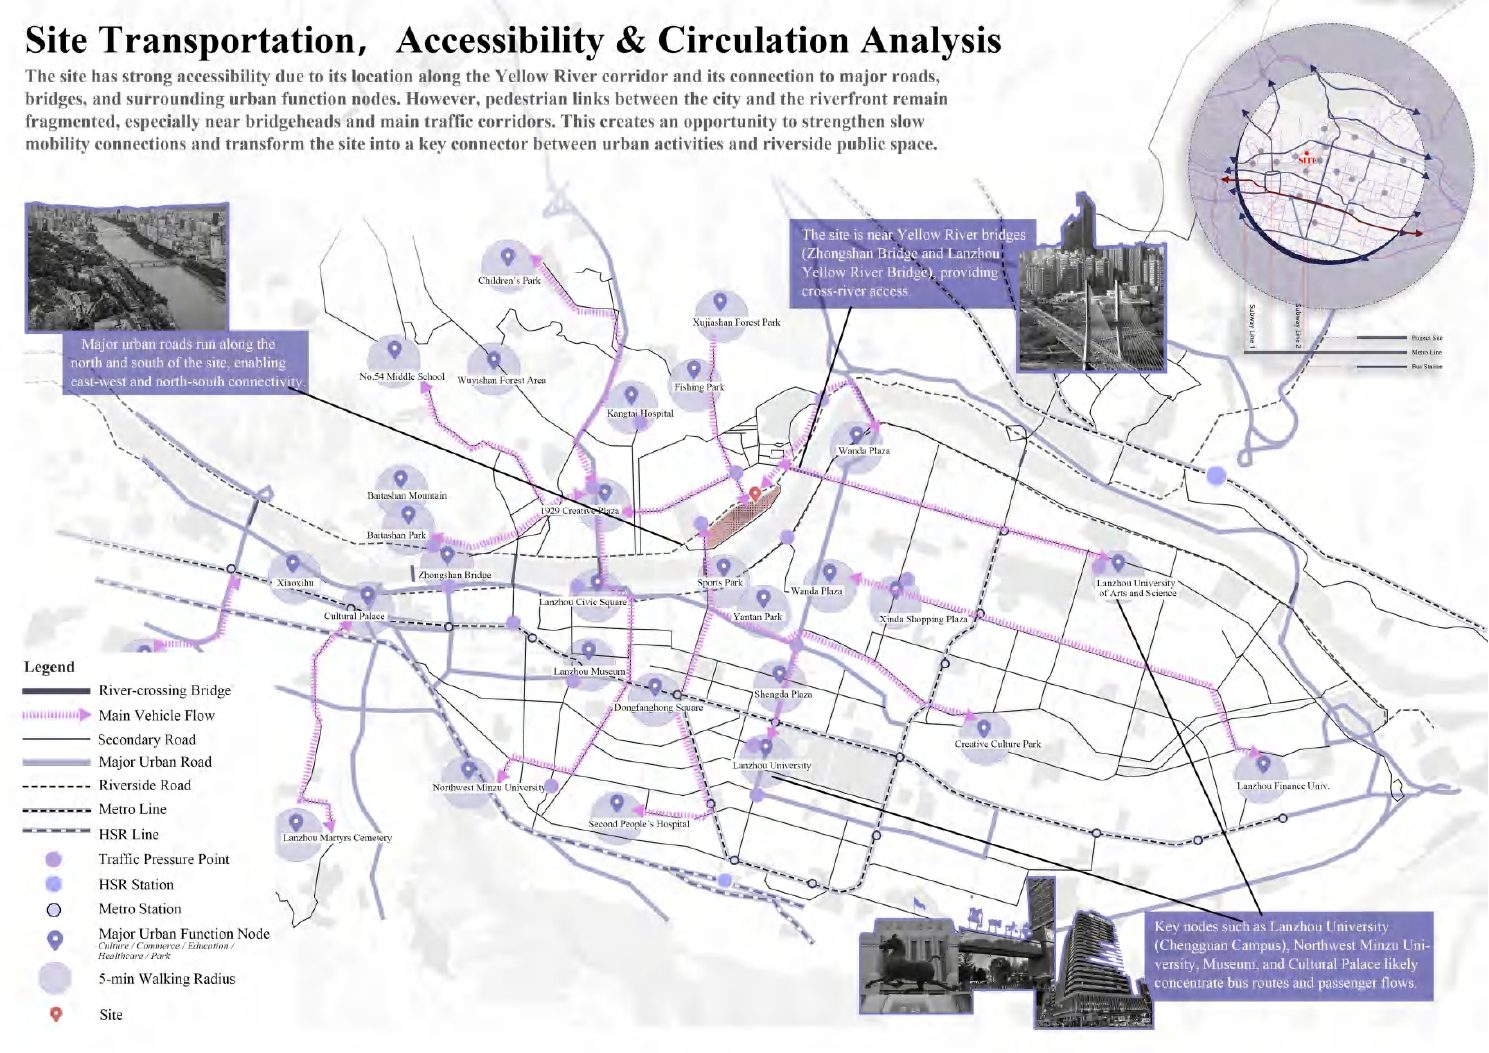 Site Transportation, Accessibility & Circulation Analysis
The site has strong accessibility due to its location along the Yellow River corridor and its connection to major roads,
bridges, and surrounding urban function nodes. However, pedestrian links between the city and the riverfront remain
fragmented, especially near bridgeheads and main traffic corridors. This creates an opportunity to strengthen slow
mobility connections and transform the site into a key connector between urban activities and riverside public space.
SITE
Subway Line 1
Subway Line 2
Project Site
Metro Line
Bus Station
The site is near Yellow River bridges
(Zhongshan Bridge and Lanzhou
Yellow River Bridge), providing
cross-river access.
Major urban roads run along the
north and south of the site, enabling
east-west and north-south connectivity.
Children's Park
Xujiashan Forest Park
No.54 Middle School
Wuyishan Forest Area
Fishing Park
Kangtai Hospital
Wanda Plaza
Baitashan Mountain
1929 Creative Plaza
Baitashan Park
Zhongshan Bridge
Xiaoxihu
Cultural Palace
Lanzhou Civic Square
Sports Park
Yantan Park
Wanda Plaza
Xinda Shopping Plaza
Lanzhou University
of Arts and Science
Lanzhou Museum
Dongfanghong Square
Shengda Plaza
Creative Culture Park
Lanzhou University
Lanzhou Finance Univ.
Northwest Minzu University
Second People's Hospital
Lanzhou Martyrs Cemetery
Legend
River-crossing Bridge
Main Vehicle Flow
Secondary Road
Major Urban Road
Riverside Road
Metro Line
HSR Line
Traffic Pressure Point
HSR Station
Metro Station
Major Urban Function Node
Culture / Commerce / Education /
Healthcare / Park
5-min Walking Radius
Site
Key nodes such as Lanzhou University
(Chengguan Campus), Northwest Minzu Uni-
versity, Museum, and Cultural Palace likely
concentrate bus routes and passenger flows.